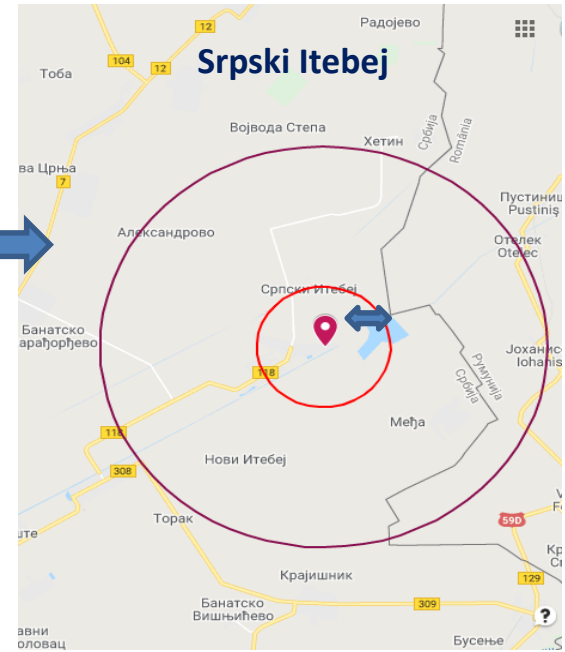 Радојево
12
Srpski Itebej
104
12
Тоба
Војвода Степа
Хетин
Србија
România
ва Црња
7
Пустиниш
Pustiniș
Александрово
Отелек
Otelec
Српски Итебеј
Банатско
арађорђево
Јоханисф
Iohanis
118
Румунија
Србија
Међа
118
Нови Итебеј
308
Торак
59D
ште
Крајишник
129
309
Банатско
Вишњићево
?
авни
оловац
Бусење